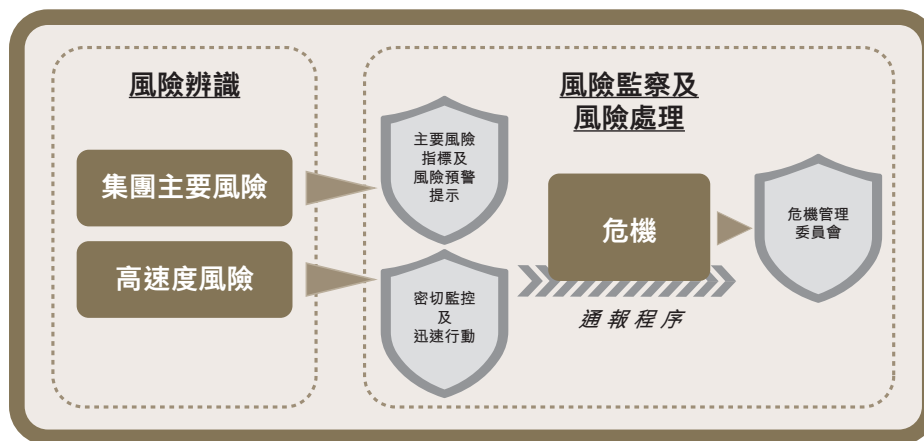 風險辨識
集團主要風險
高速度風險
風險監察及
風險處理
主要風險
指標及
風險預警
提示
密切監控
及
迅速行動
危機
通報程序
危機管理
委員會